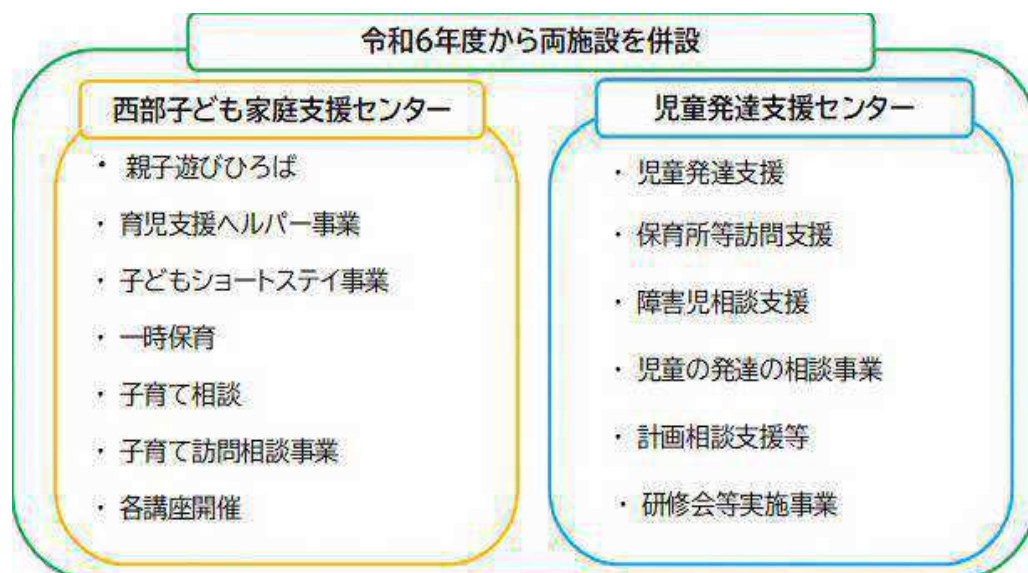 令和6年度から両施設を併設
西部子ども家庭支援センター
・ 親子遊びひろば
・ 育児支援ヘルパー事業
・ 子どもショートステイ事業
・ 一時保育
・ 子育て相談
・ 子育て訪問相談事業
・ 各講座開催
児童発達支援センター
・ 児童発達支援
・ 保育所等訪問支援
・ 障害児相談支援
・ 児童の発達の相談事業
・ 計画相談支援等
・ 研修会等実施事業